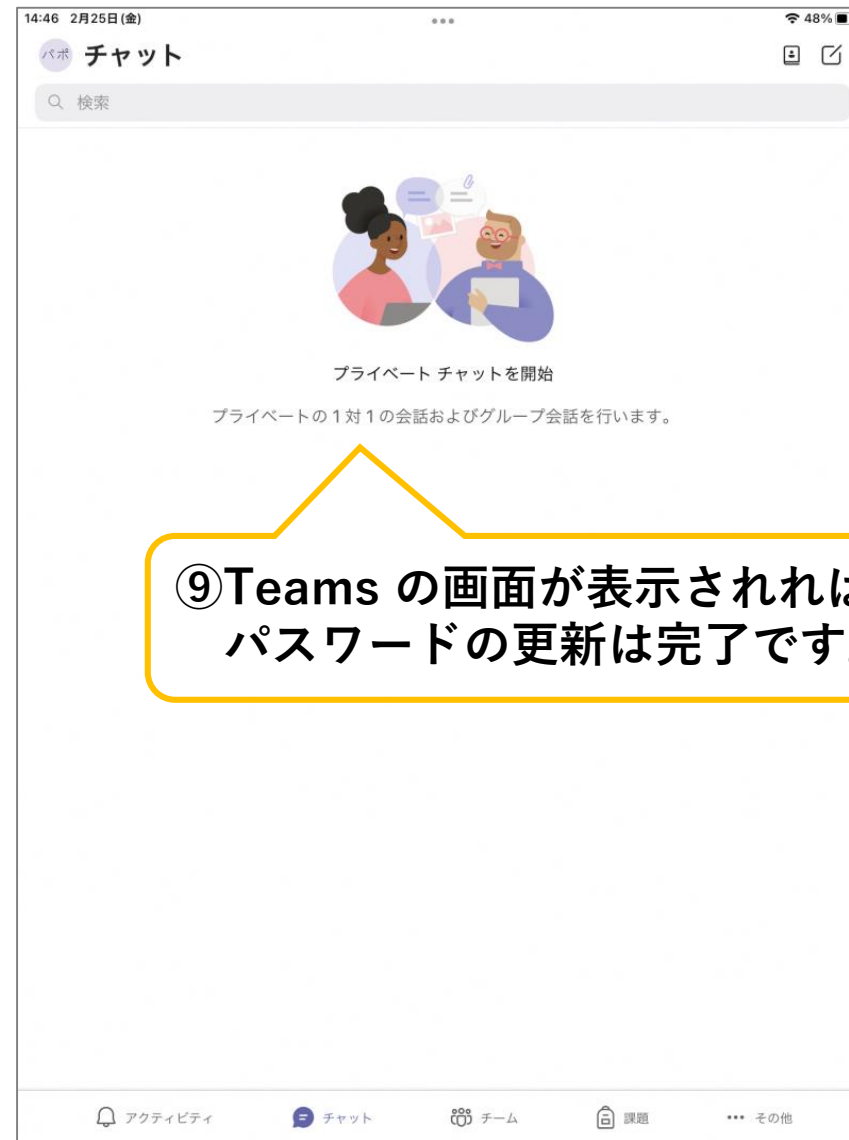 14:46 2月25日(金)
48%
パポ チャット
検索
プライベート チャットを開始
プライベートの1対1の会話およびグループ会話を行います。
⑨Teams の画面が表示されれ
パスワードの更新は完了です
アクティビティ チャット チーム 課題 その他